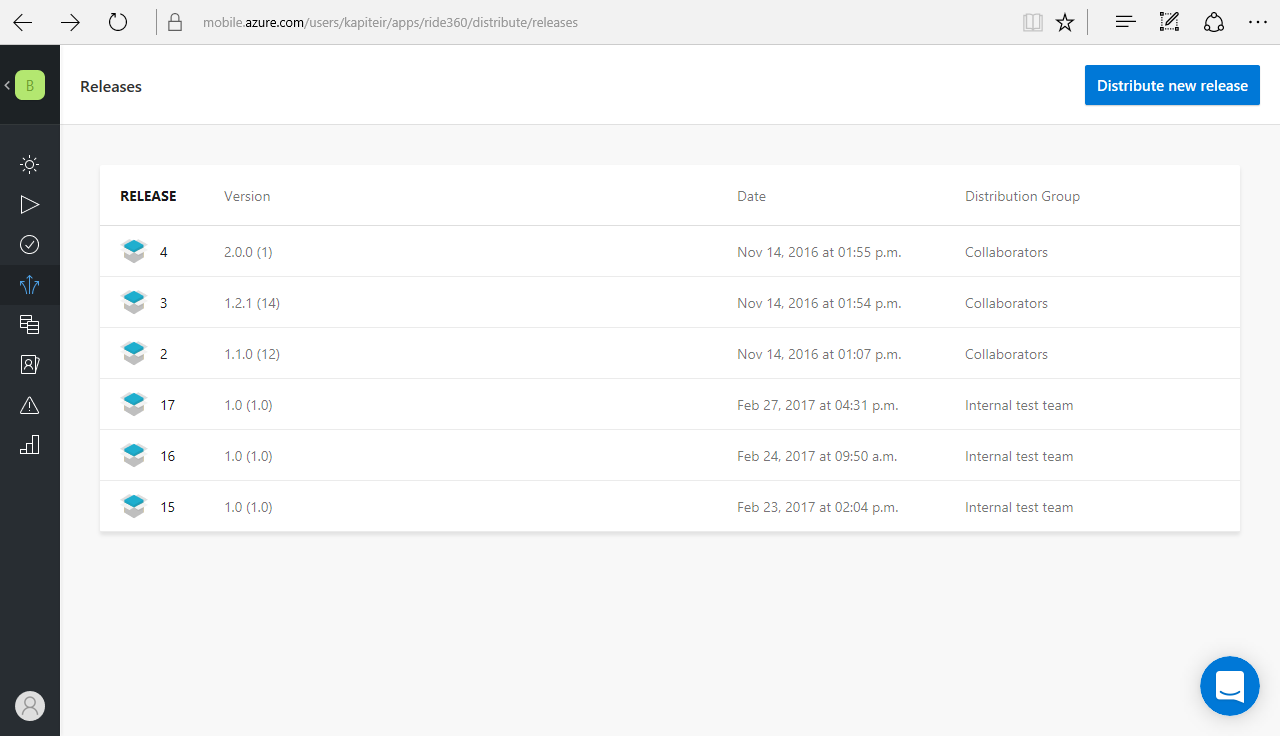 mobile.azure.com/users/kapiteir/apps/ride360/distribute/releases
B
Releases
Distribute new release
RELEASE Version Date Distribution Group
4 2.0.0 (1) Nov 14, 2016 at 01:55 p.m. Collaborators
3 1.2.1 (14) Nov 14, 2016 at 01:54 p.m. Collaborators
2 1.1.0 (12) Nov 14, 2016 at 01:07 p.m. Collaborators
17 1.0 (1.0) Feb 27, 2017 at 04:31 p.m. Internal test team
16 1.0 (1.0) Feb 24, 2017 at 09:50 a.m. Internal test team
15 1.0 (1.0) Feb 23, 2017 at 02:04 p.m. Internal test team